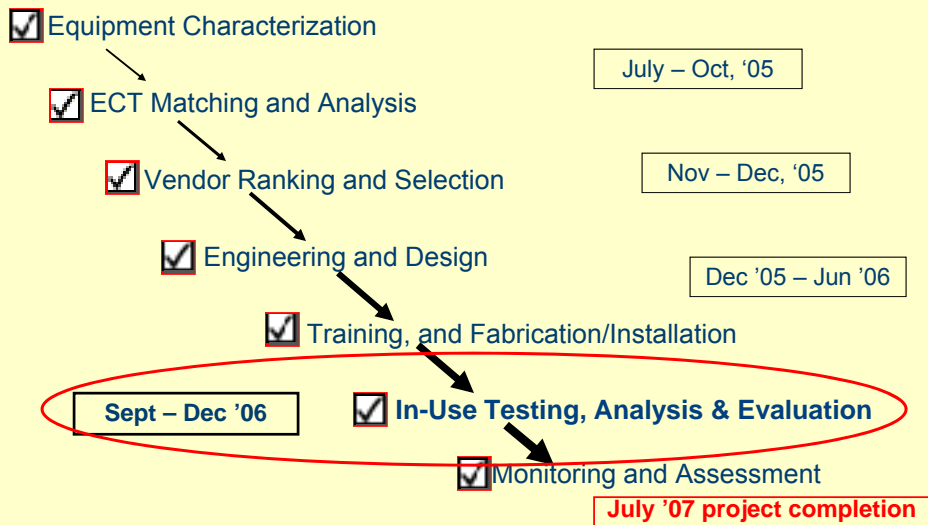 Equipment Characterization
July – Oct, ‘05
ECT Matching and Analysis
Vendor Ranking and Selection
Nov – Dec, ‘05
Engineering and Design
Dec ’05 – Jun ’06
Training, and Fabrication/Installation
Sept – Dec ’06
In-Use Testing, Analysis & Evaluation
Monitoring and Assessment
July ’07 project completion